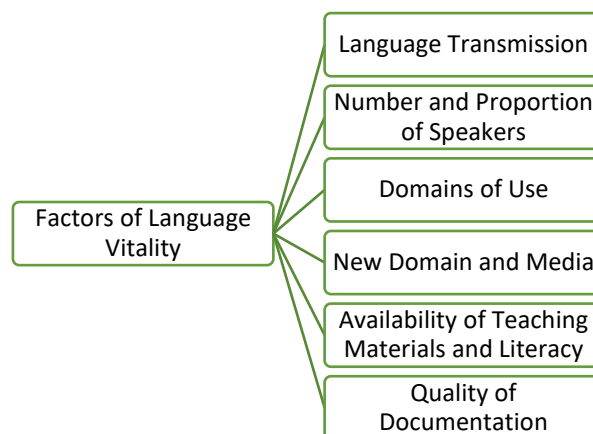 Factors of Language
Vitality
Language Transmission
Number and Proportion
of Speakers
Domains of Use
New Domain and Media
Availability of Teaching
Materials and Literacy
Quality of
Documentation